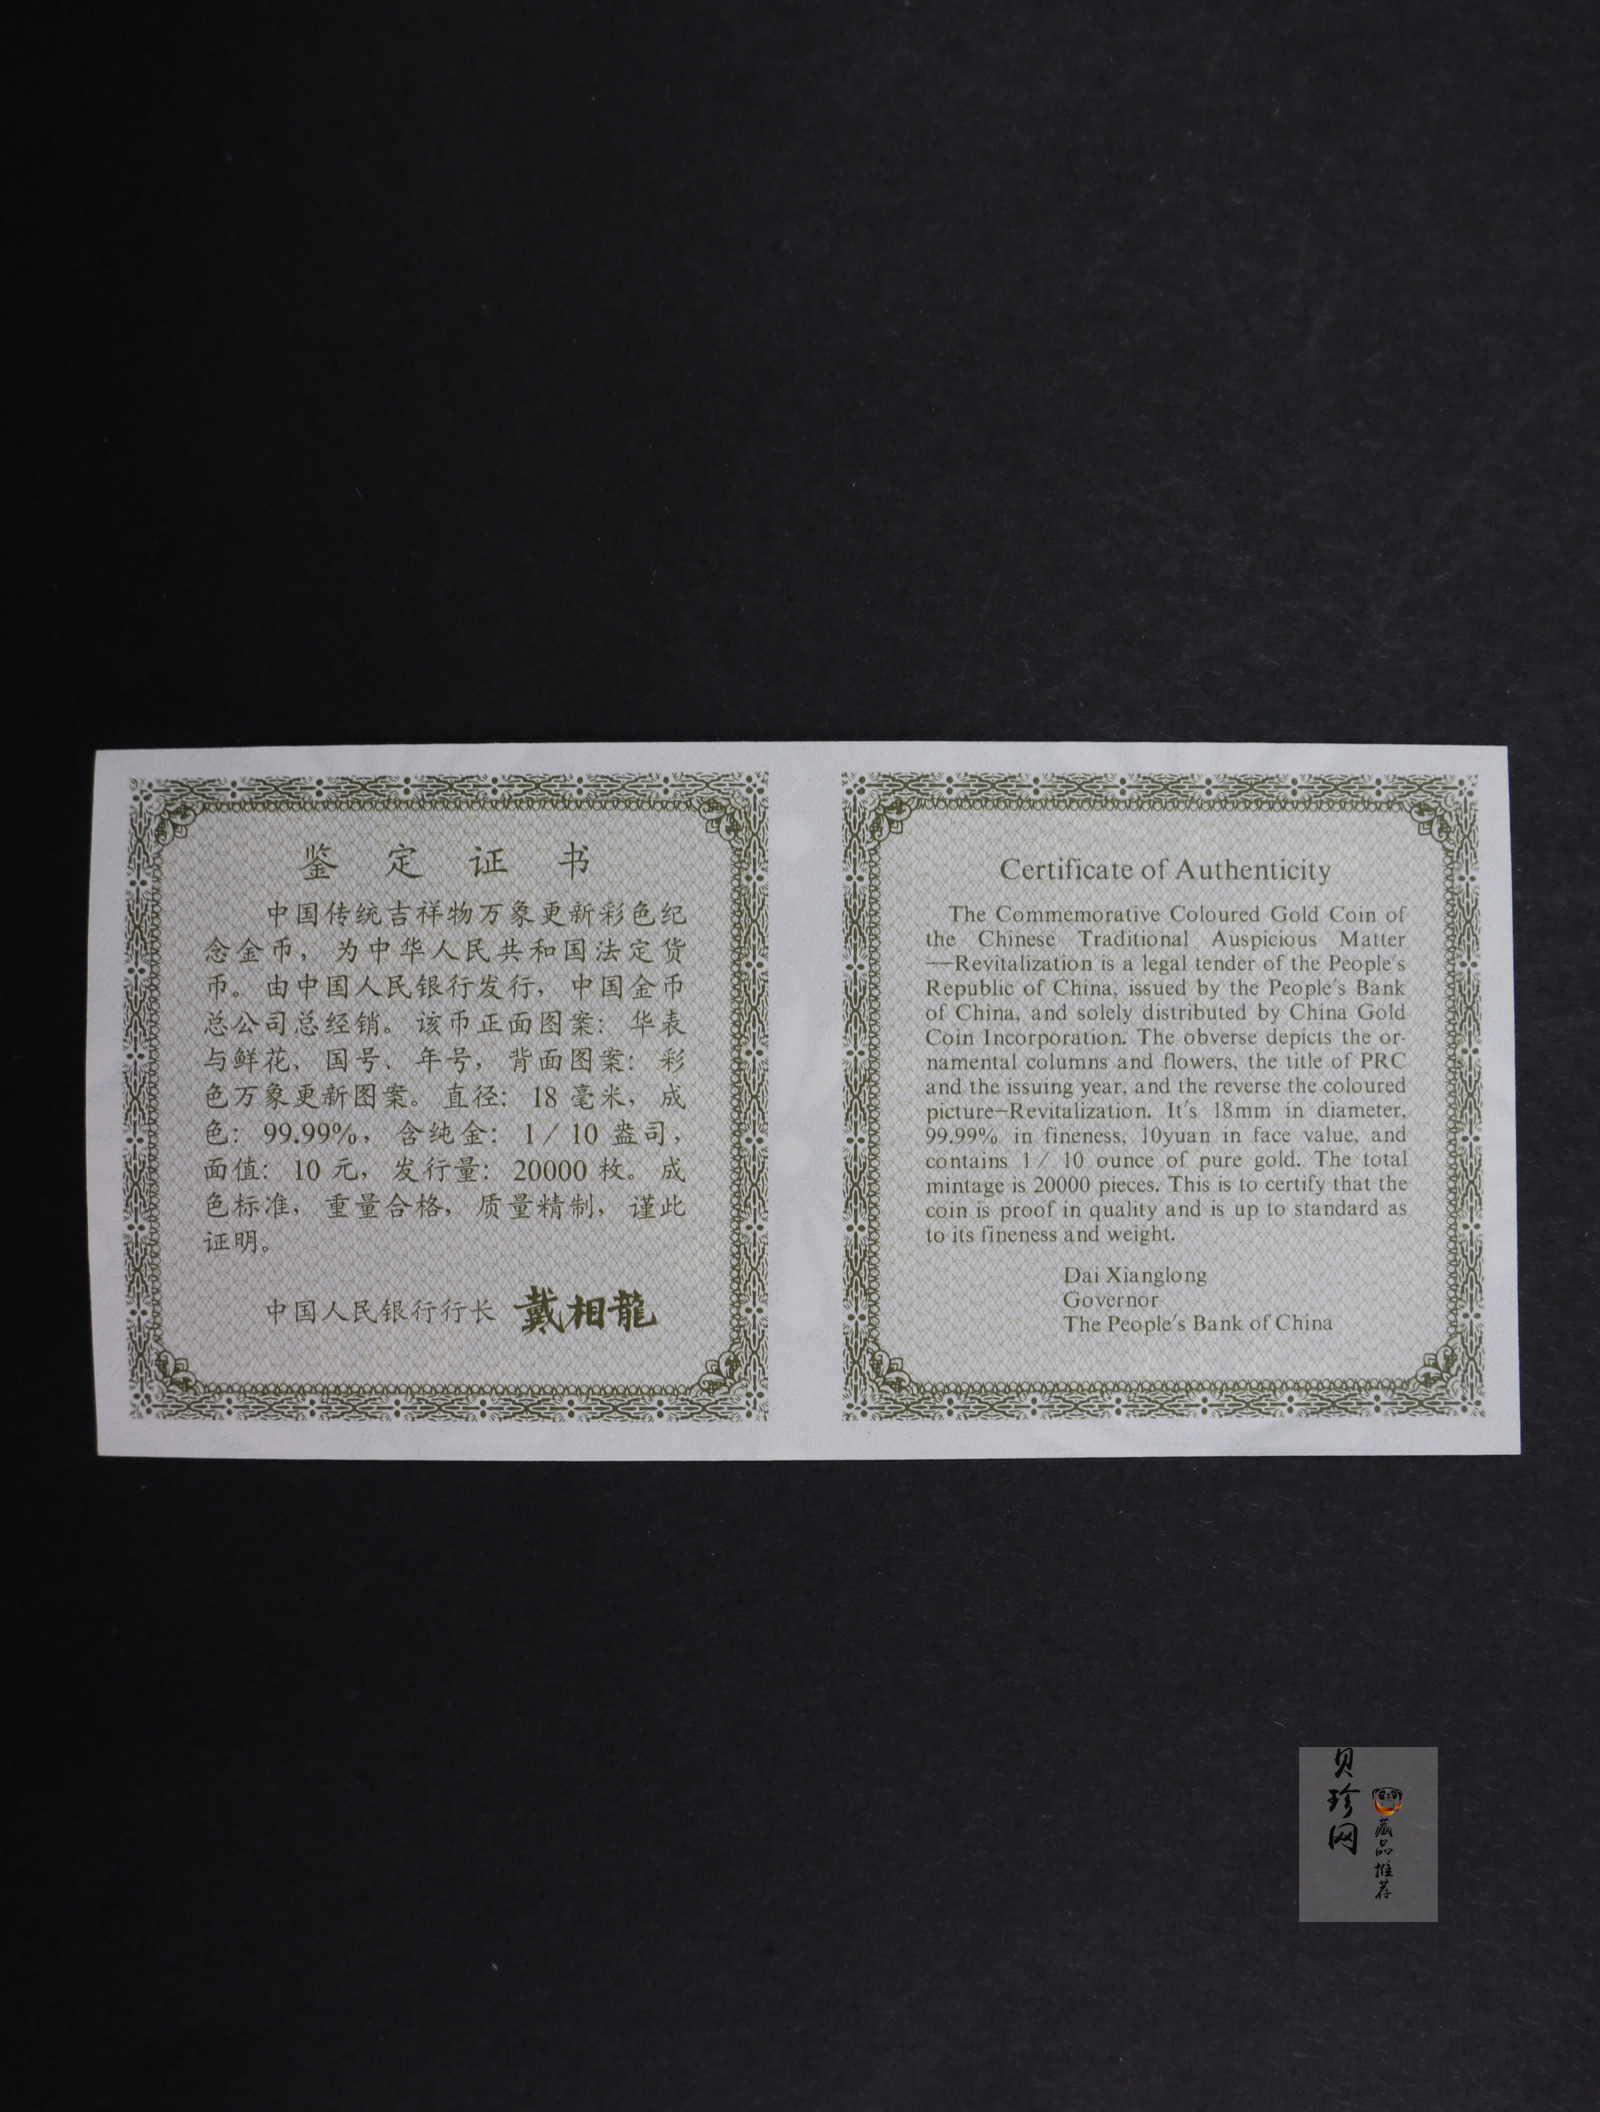 鉴定证书
中国传统吉祥物万象更新彩色纪
念金币，为中华人民共和国法定货
币。由中国人民银行发行，中国金币
总公司总经销。该币正面图案：华表
与鲜花、国号、年号，背面图案：彩
色万象更新图案。直径：18毫米，成
色：99.99%，含纯金：1／10盎司，
面值：10元，发行量：20000枚。成
色标准，重量合格，质量精制，谨此
证明。
中国人民银行行长 戴相龍
Certificate of Authenticity
The Commemorative Coloured Gold Coin of
the Chinese Traditional Auspicious Matter
——Revitalization is a legal tender of the People's
Republic of China, issued by the People's Bank
of China, and solely distributed by China Gold
Coin Incorporation. The obverse depicts the or-
namental columns and flowers, the title of PRC
and the issuing year, and the reverse the coloured
picture—Revitalization. It's 18mm in diameter,
99.99% in fineness, 10yuan in face value, and
contains 1／10 ounce of pure gold. The total
mintage is 20000 pieces. This is to certify that the
coin is proof in quality and is up to standard as
to its fineness and weight.
Dai Xianglong
Governor
The People's Bank of China
贝珍网
藏品推荐